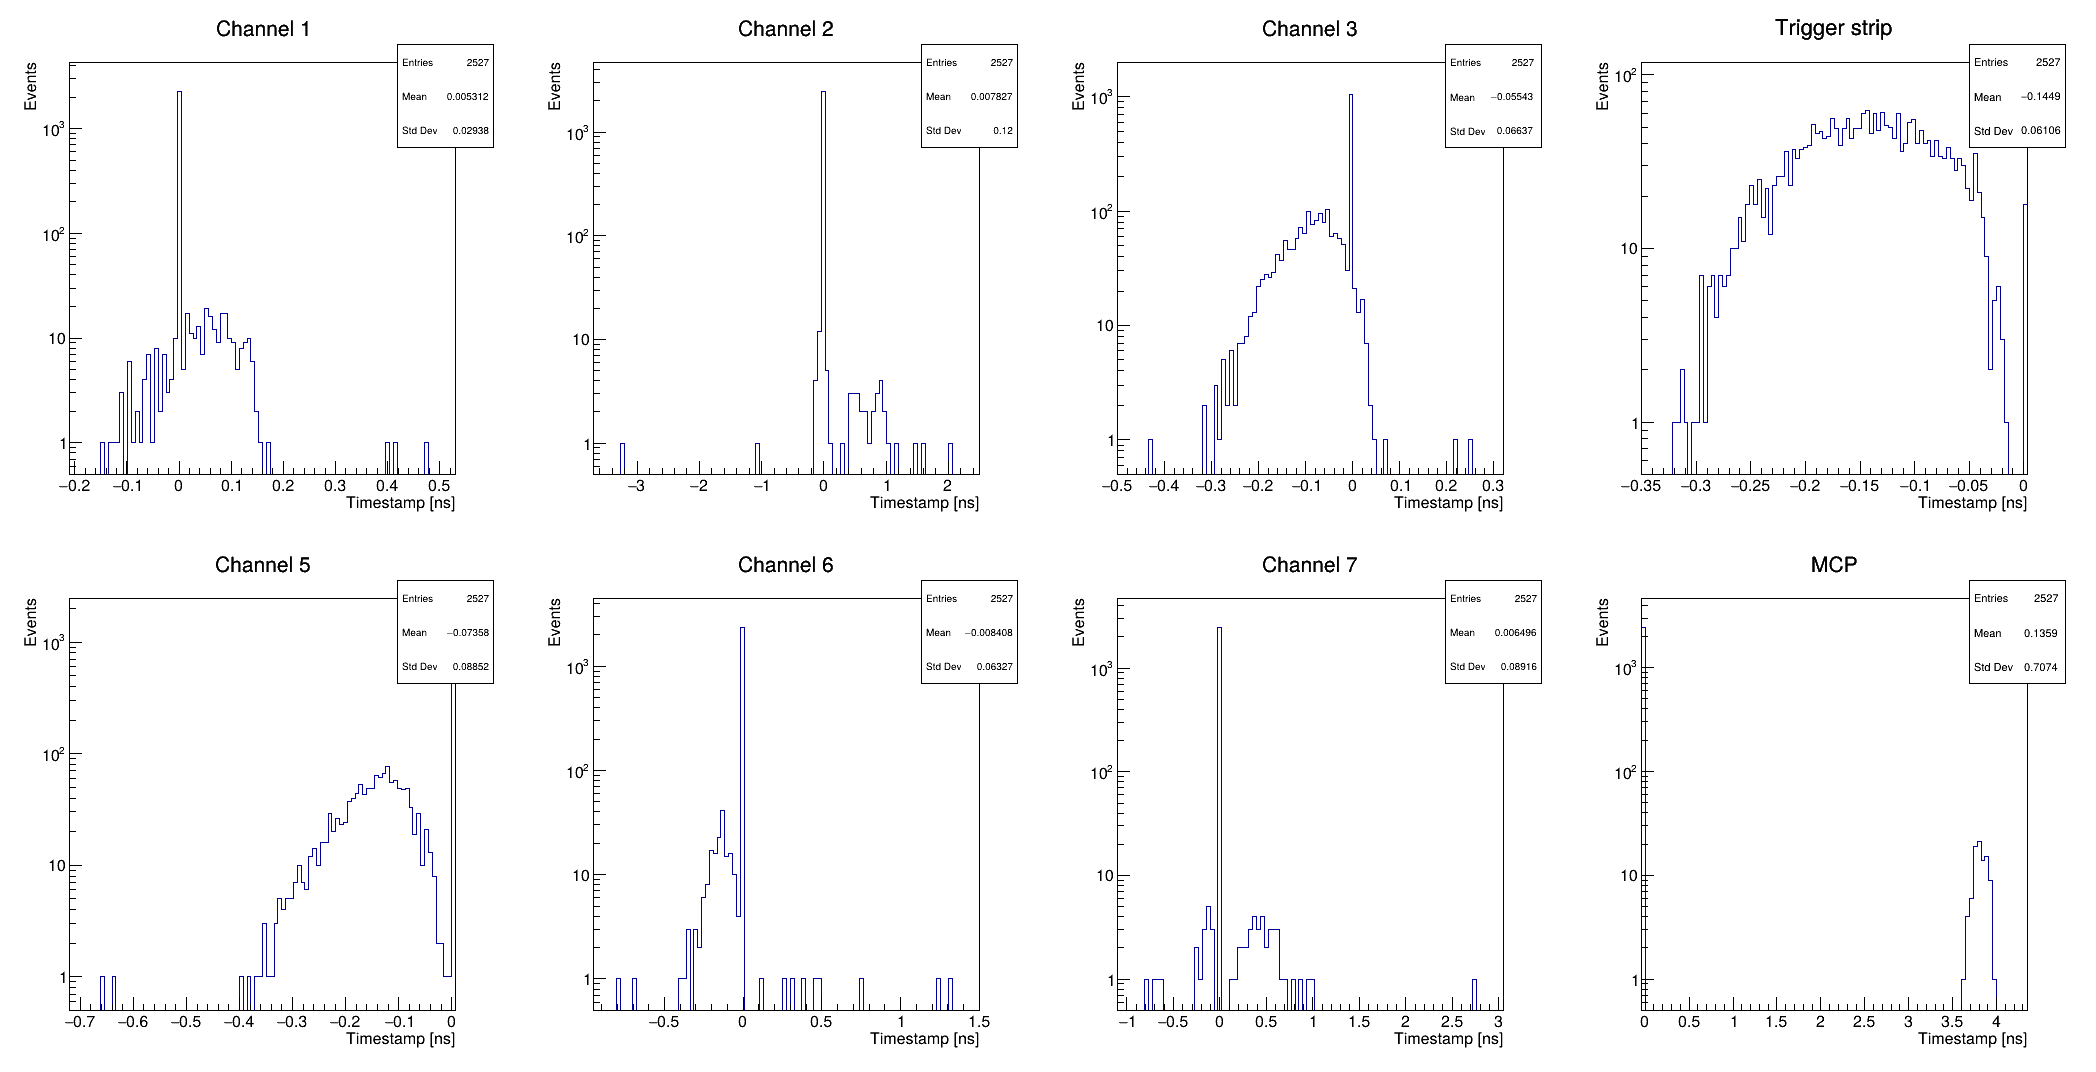 Channel 1
Events
Entries 2527
Mean 0.005312
Std Dev 0.02938
10³
10²
10
1
−0.2 −0.1 0 0.1 0.2 0.3 0.4 0.5
Timestamp [ns]
Channel 2
Events
Entries 2527
Mean 0.007827
Std Dev 0.12
10³
10²
10
1
−3 −2 −1 0 1 2
Timestamp [ns]
Channel 3
Events
Entries 2527
Mean −0.05543
Std Dev 0.06637
10³
10²
10
1
−0.5 −0.4 −0.3 −0.2 −0.1 0 0.1 0.2 0.3
Timestamp [ns]
Trigger strip
Events
Entries 2527
Mean −0.1449
Std Dev 0.06106
10²
10
1
−0.35 −0.3 −0.25 −0.2 −0.15 −0.1 −0.05 0
Timestamp [ns]
Channel 5
Events
Entries 2527
Mean −0.07358
Std Dev 0.08852
10³
10²
10
1
−0.7 −0.6 −0.5 −0.4 −0.3 −0.2 −0.1 0
Timestamp [ns]
Channel 6
Events
Entries 2527
Mean −0.008408
Std Dev 0.06327
10³
10²
10
1
−0.5 0 0.5 1 1.5
Timestamp [ns]
Channel 7
Events
Entries 2527
Mean 0.006496
Std Dev 0.08916
10³
10²
10
1
−1 −0.5 0 0.5 1 1.5 2 2.5 3
Timestamp [ns]
MCP
Events
Entries 2527
Mean 0.1359
Std Dev 0.7074
10³
10²
10
1
0 0.5 1 1.5 2 2.5 3 3.5 4
Timestamp [ns]